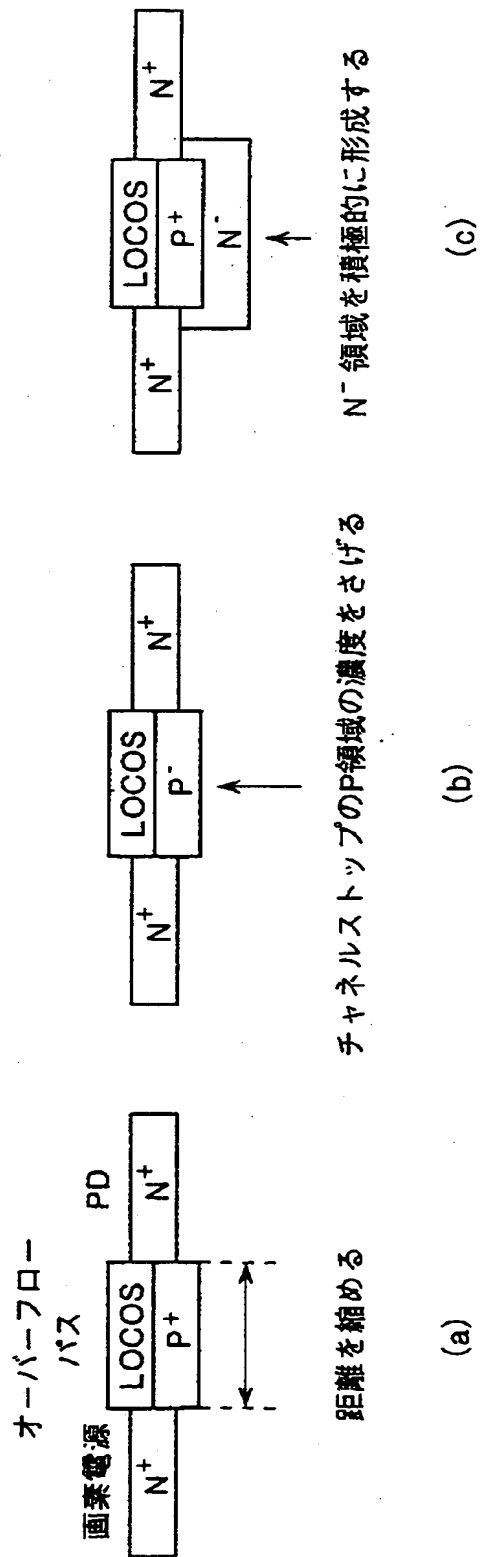 オーバーフロー
パス
画素電源
PD
N⁺
LOCOS
P⁺
N⁺
距離を縮める
(a)
N⁺
LOCOS
P⁻
N⁺
チャネルストップのP領域の濃度をさげる
(b)
N⁺
LOCOS
P⁺
N⁺
N⁻
N⁻領域を積極的に形成する
(c)